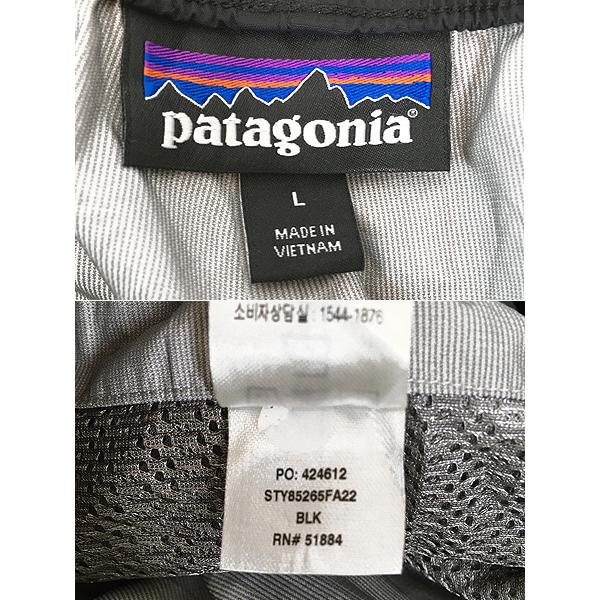 patagonia®
L
MADE IN
VIETNAM
소비자상담실: 1544-1876
PO: 424612
STY85265FA22
BLK
RN# 51884